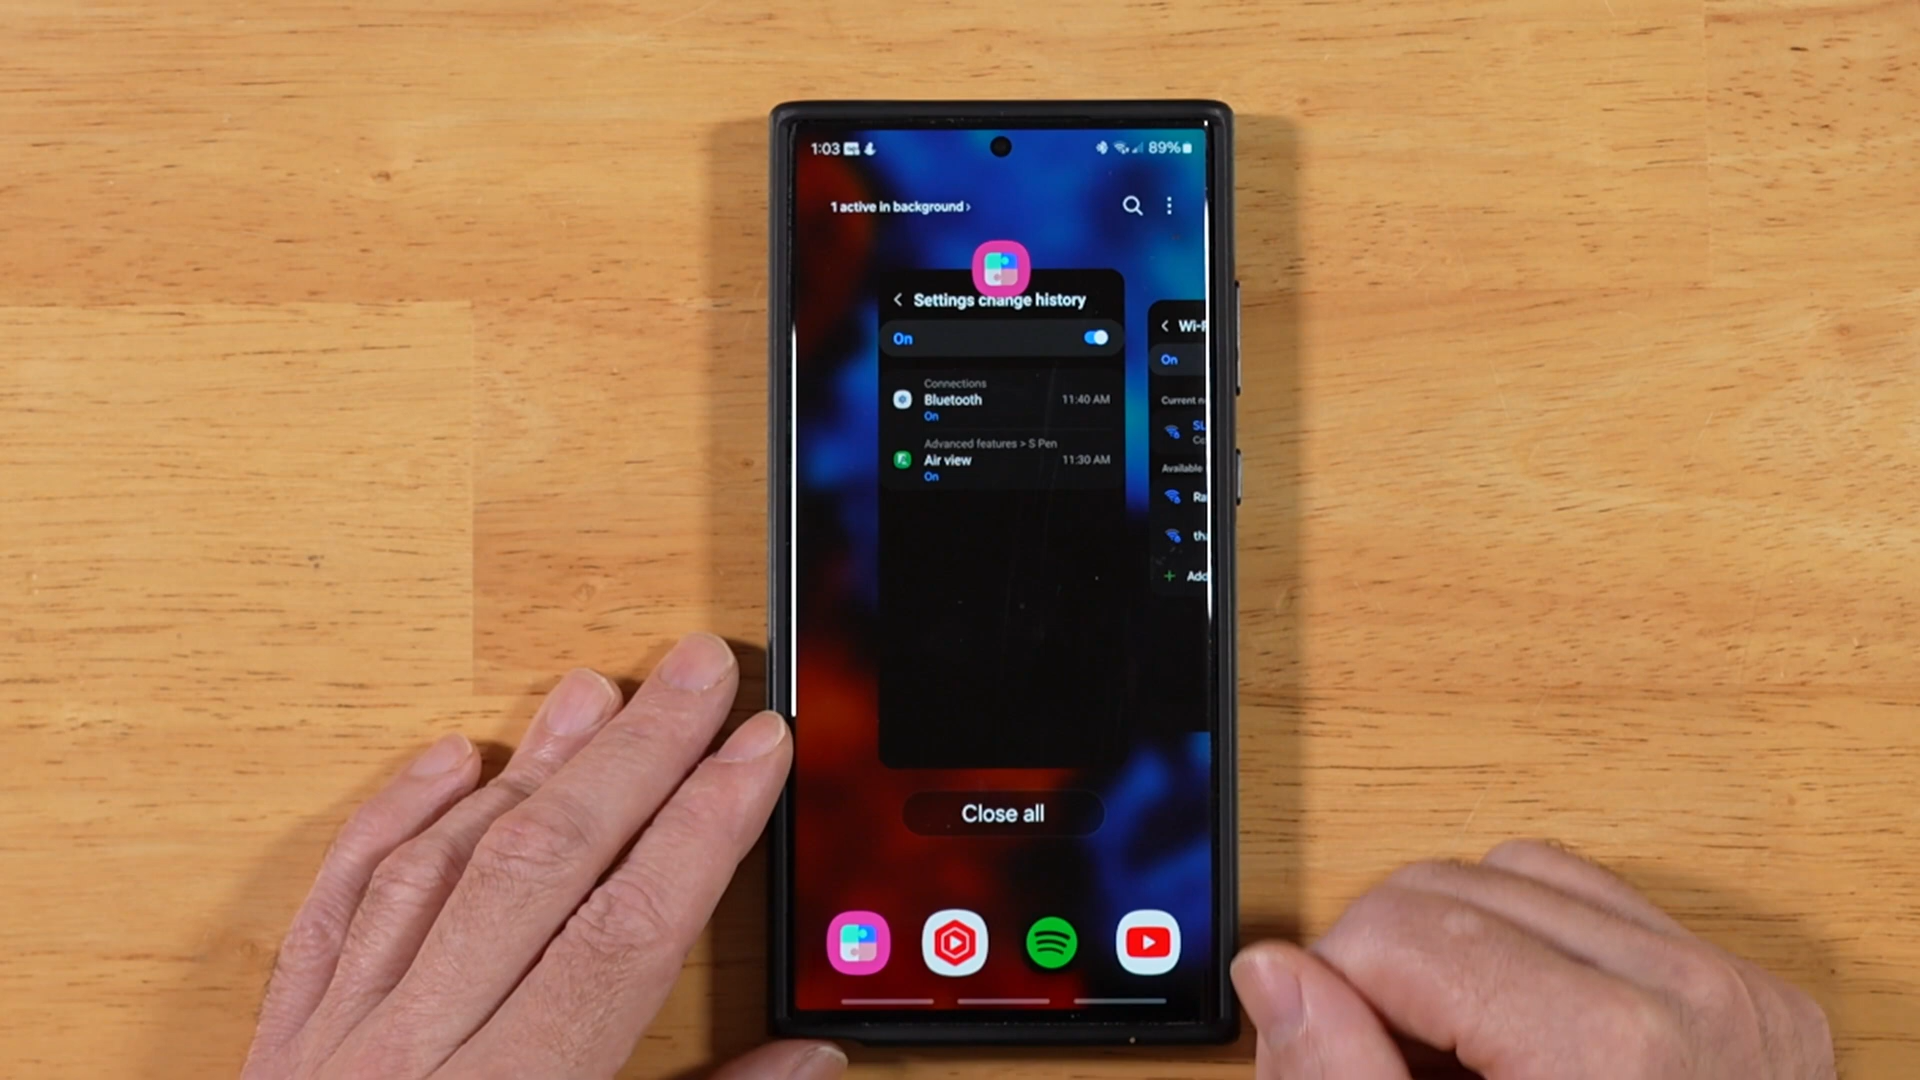 1:03
89%
1 active in background ›
Settings change history
On
Connections
Bluetooth
11:40 AM
On
Advanced features > S Pen
Air view
11:30 AM
On
On
Available
Close all